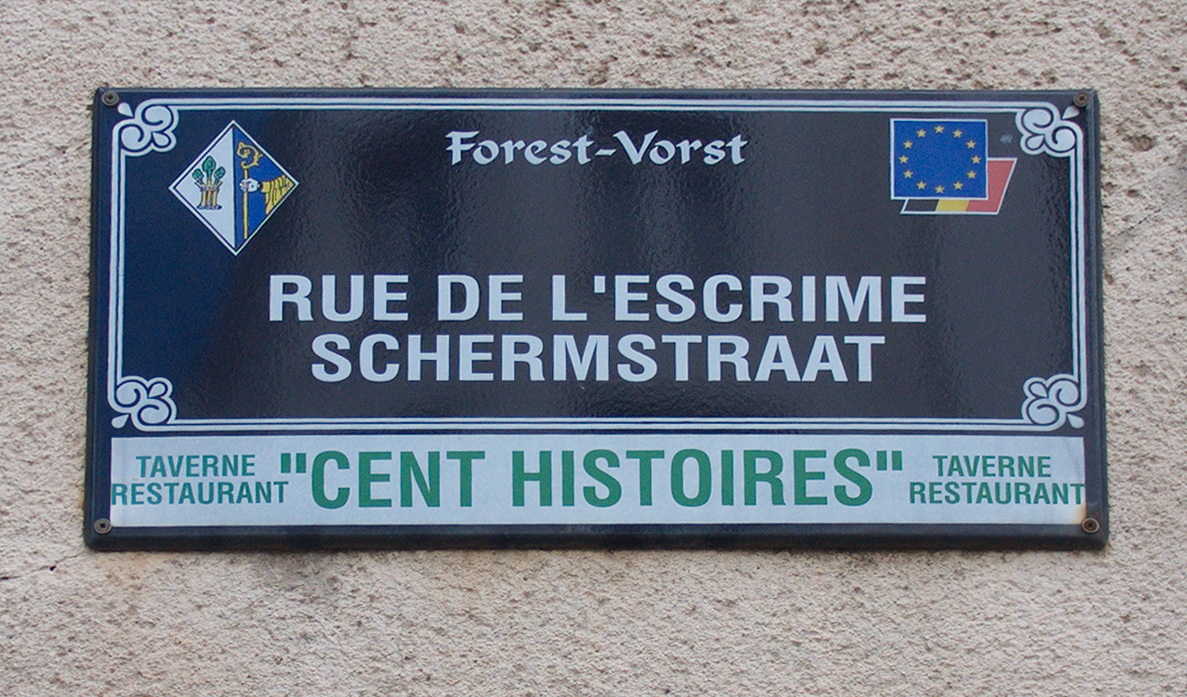 Forest-Vorst
RUE DE L'ESCRIME
SCHERMSTRAAT
TAVERNE
RESTAURANT
"CENT HISTOIRES"
TAVERNE
RESTAURANT